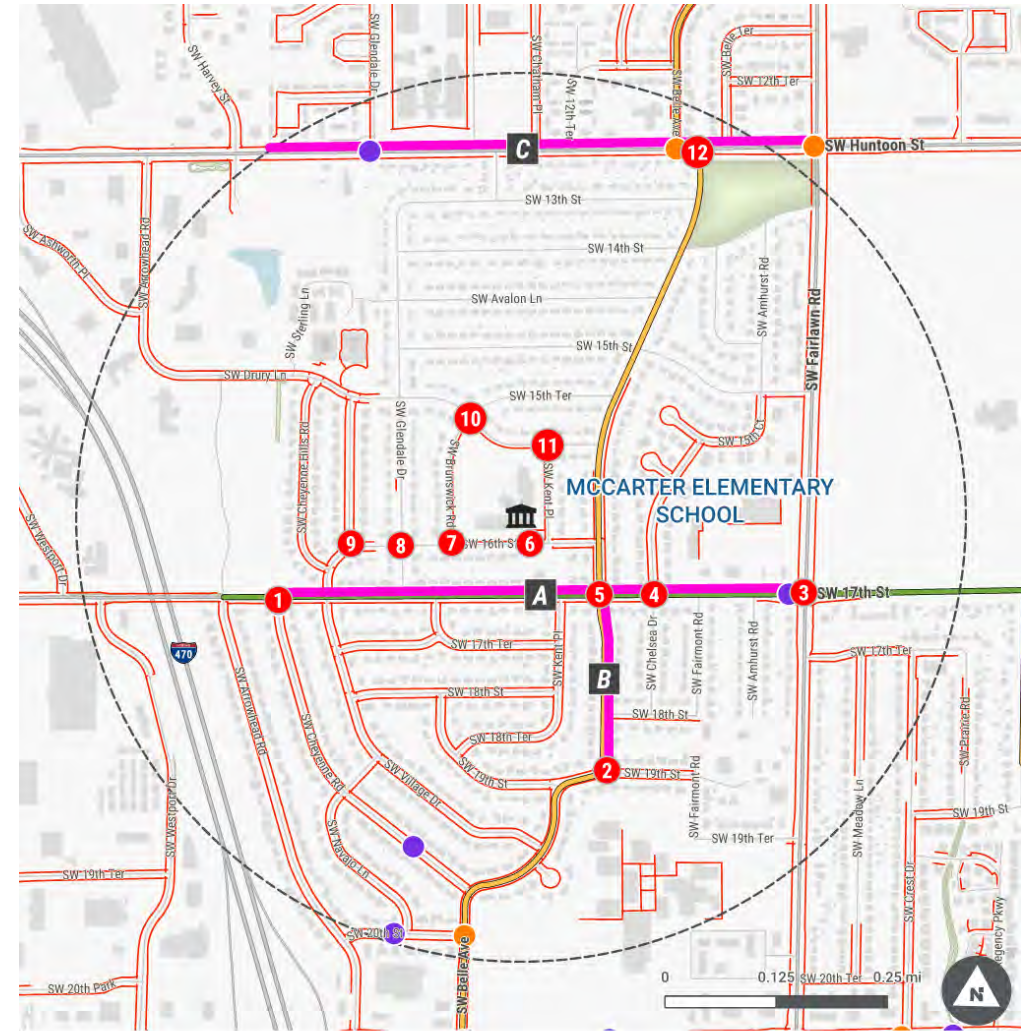 SW Harvey St
SW Glendale Dr
SW Chatham Pl
SW 12th Ter
SW Belle Ave
SW Belle Ter
SW 12th Ter
C
12
SW Huntoon St
SW 13th St
SW Ashworth Pl
SW Arrowhead Rd
SW 14th St
SW Amhurst Rd
SW Avalon Ln
SW Sterling Ln
SW Fairlawn Rd
SW 15th St
SW Drury Ln
SW 15th Ter
10
11
SW Cheyenne Hills Rd
SW Glendale Dr
SW Brunswick Rd
SW Kent Pl
SW 15th Ct
MCCARTER ELEMENTARY
SCHOOL
9
8
7
SW 16th St
6
SW Westport Dr
1
A
5
4
3
SW 17th St
470
SW 17th Ter
SW Kent Pl
SW Chelsea Dr
SW Fairmont Rd
SW Amhurst Rd
SW 17th Ter
B
SW 18th St
SW 18th St
SW Arrowhead Rd
SW Cheyenne Rd
SW 18th Ter
SW Prairie Rd
SW 19th St
2
SW 19th St
SW Village Dr
SW Fairmont Rd
SW Meadow Ln
SW Westport Dr
SW Navajo Ln
SW 19th Ter
SW 19th St
SW 19th Ter
SW Crest Dr
SW 20th St
SW Belle Ave
Regency Pkwy
SW 20th Park
0
0.125
SW 20th Ter
0.25 mi
N